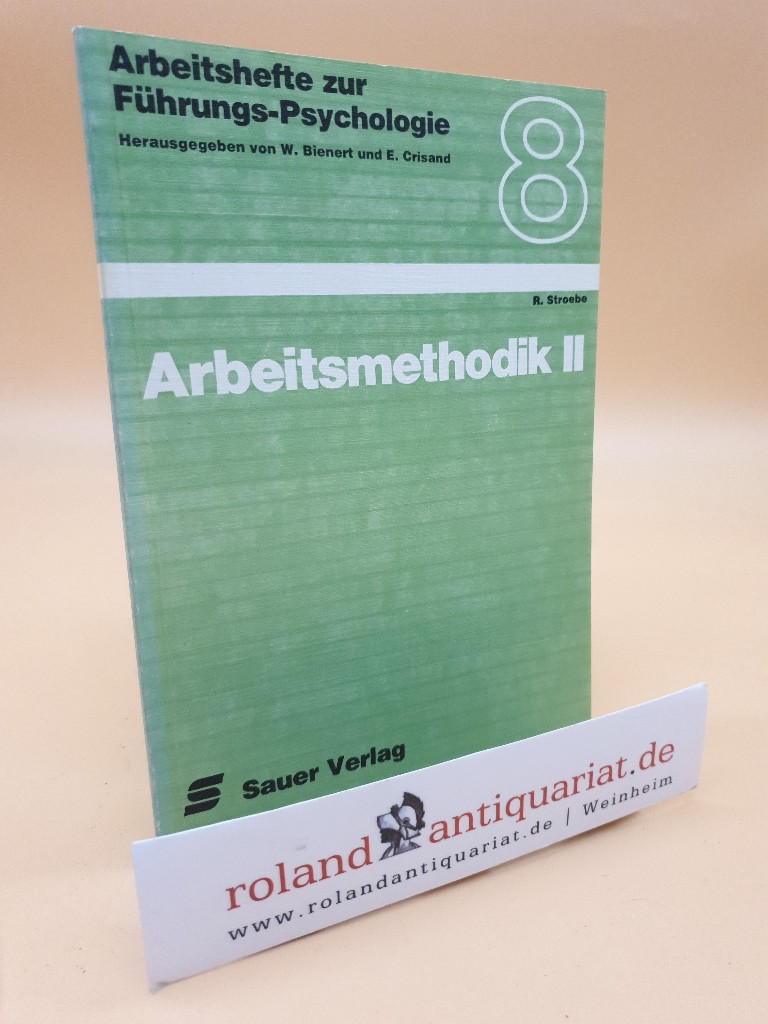 Arbeitshefte zur
Führungs-Psychologie
Herausgegeben von W. Bienert und E. Crisand
8
R. Stroebe
Arbeitsmethodik II
Sauer Verlag
roland antiquariat.de
www.rolandantiquariat.de | Weinheim